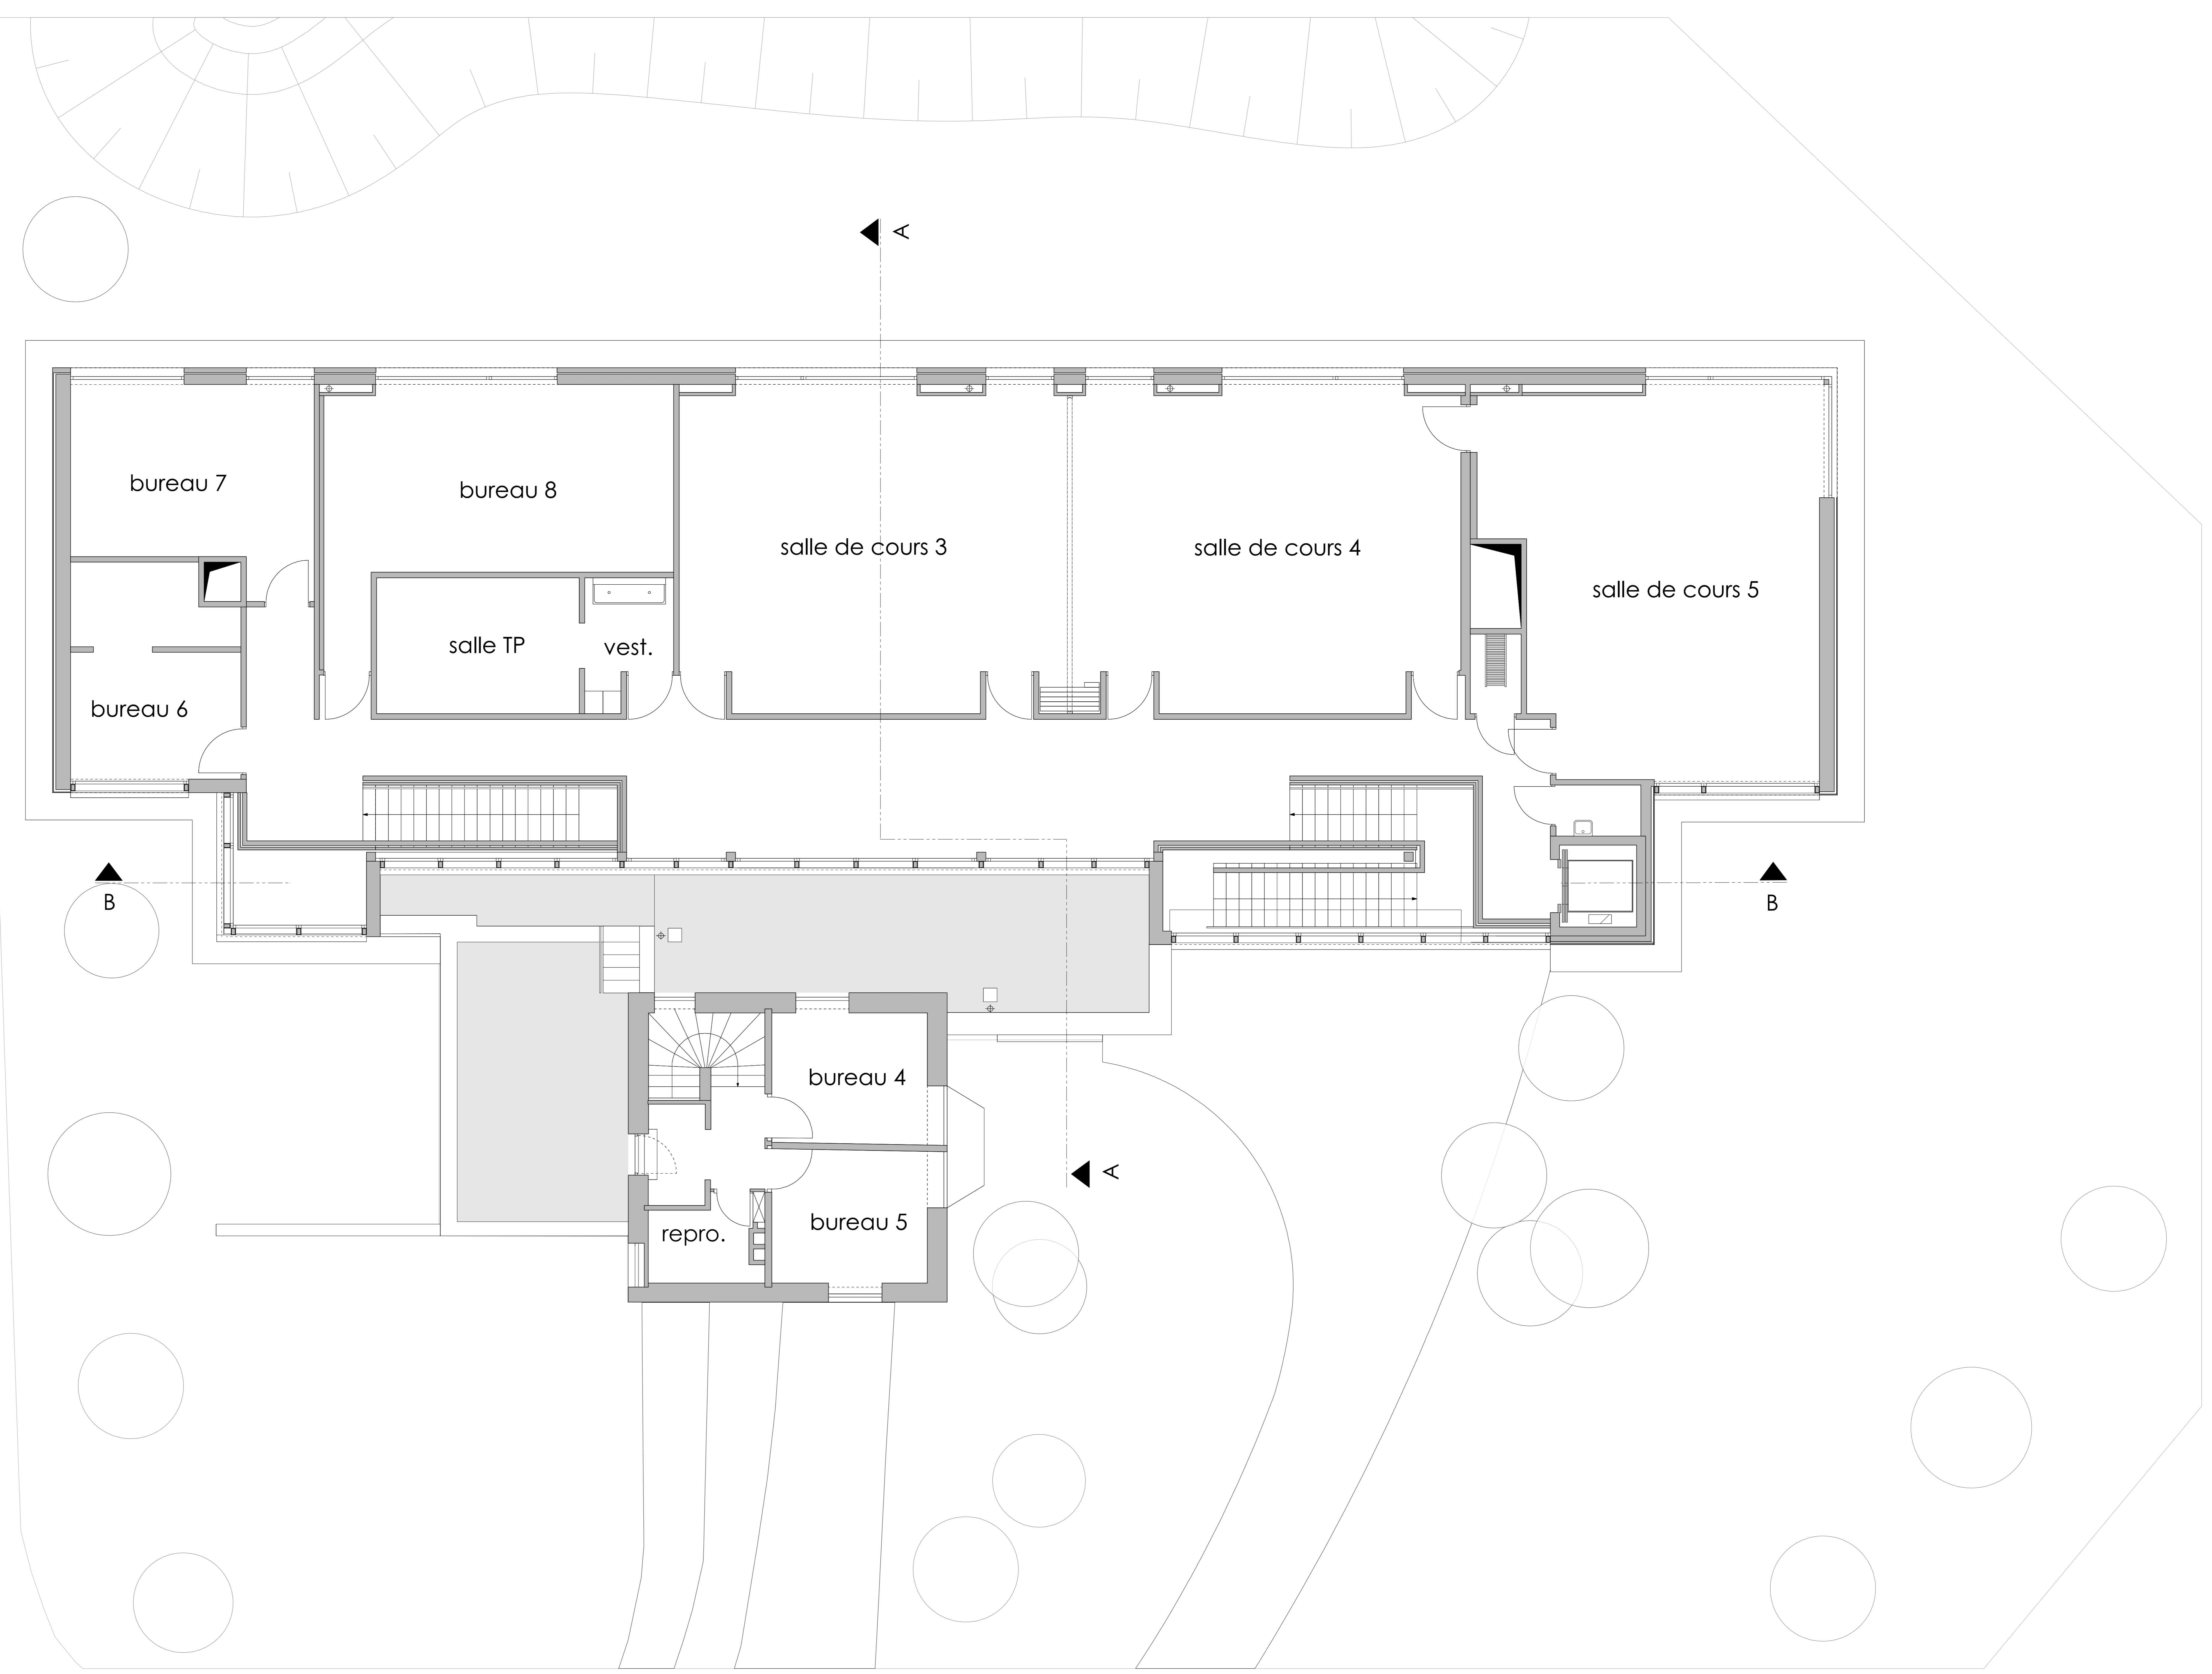 A
bureau 7
bureau 8
salle de cours 3
salle de cours 4
salle de cours 5
salle TP
vest.
bureau 6
B
B
bureau 4
A
bureau 5
repro.